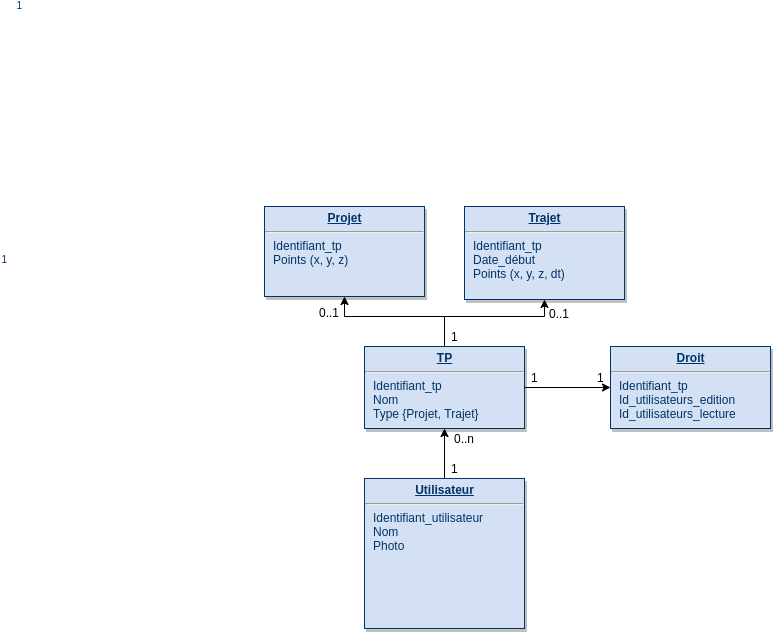 1
1
Projet
Identifiant_tp
Points (x, y, z)
Trajet
Identifiant_tp
Date_début
Points (x, y, z, dt)
0..1
0..1
1
TP
Identifiant_tp
Nom
Type {Projet, Trajet}
1
1
Droit
Identifiant_tp
Id_utilisateurs_edition
Id_utilisateurs_lecture
0..n
1
Utilisateur
Identifiant_utilisateur
Nom
Photo